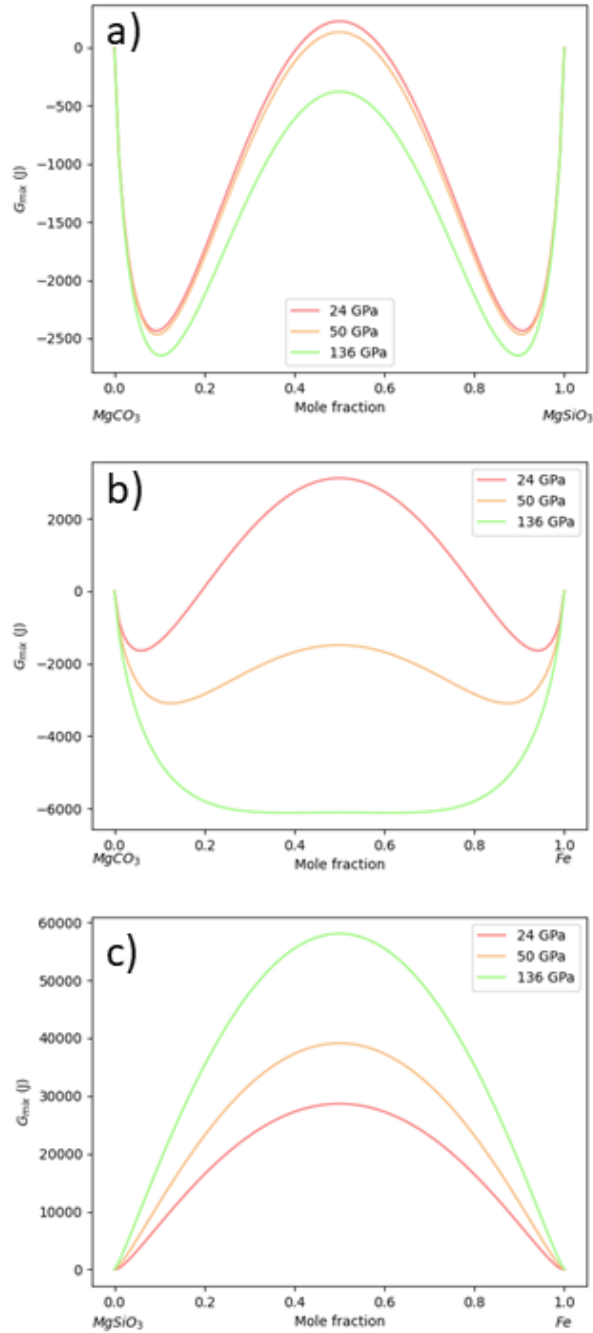 a)
0
−500
−1000
−1500
−2000
−2500
G_mix (J)
24 GPa
50 GPa
136 GPa
0.0 0.2 0.4 0.6 0.8 1.0
MgCO₃ Mole fraction MgSiO₃
b)
2000
0
−2000
−4000
−6000
G_mix (J)
24 GPa
50 GPa
136 GPa
0.0 0.2 0.4 0.6 0.8 1.0
MgCO₃ Mole fraction Fe
c)
60000
50000
40000
30000
20000
10000
0
G_mix (J)
24 GPa
50 GPa
136 GPa
0.0 0.2 0.4 0.6 0.8 1.0
MgSiO₃ Mole fraction Fe